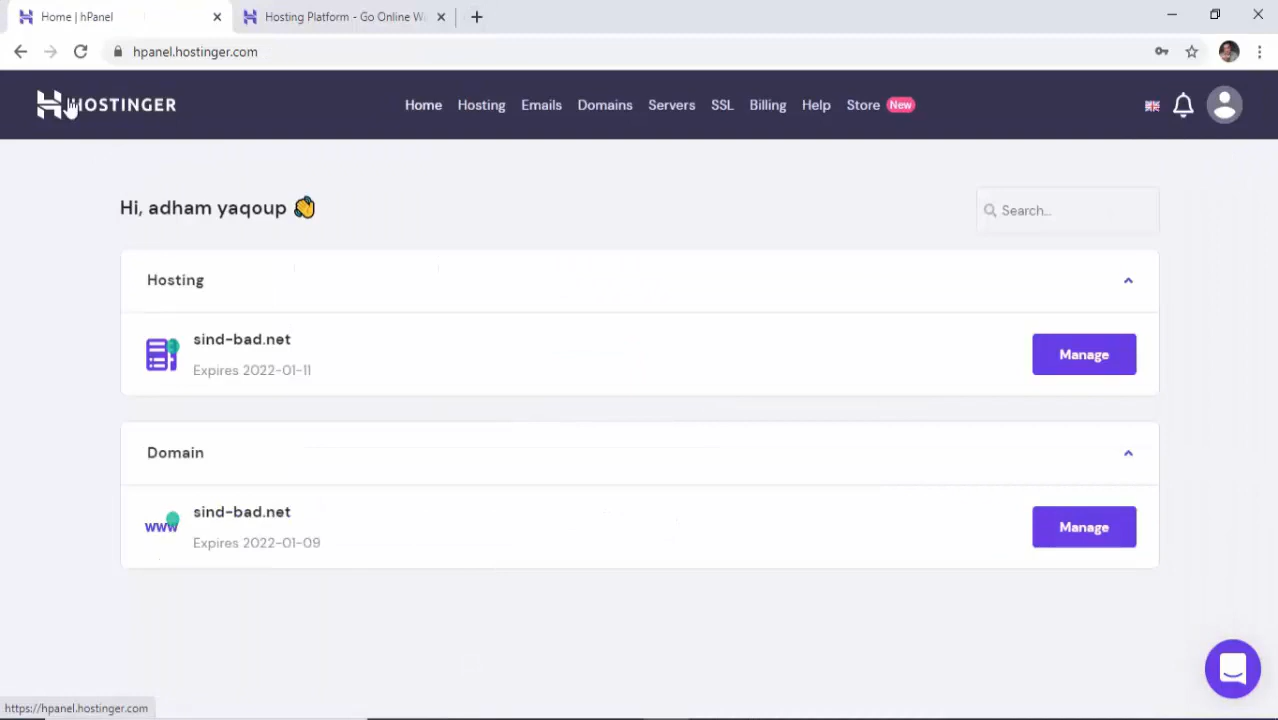 Home | hPanel
Hosting Platform - Go Online W
hpanel.hostinger.com
HOSTINGER
Home Hosting Emails Domains Servers SSL Billing Help Store New
Hi, adham yaqoup
Search...
Hosting
sind-bad.net
Expires 2022-01-11
Manage
Domain
www
sind-bad.net
Expires 2022-01-09
Manage
https://hpanel.hostinger.com